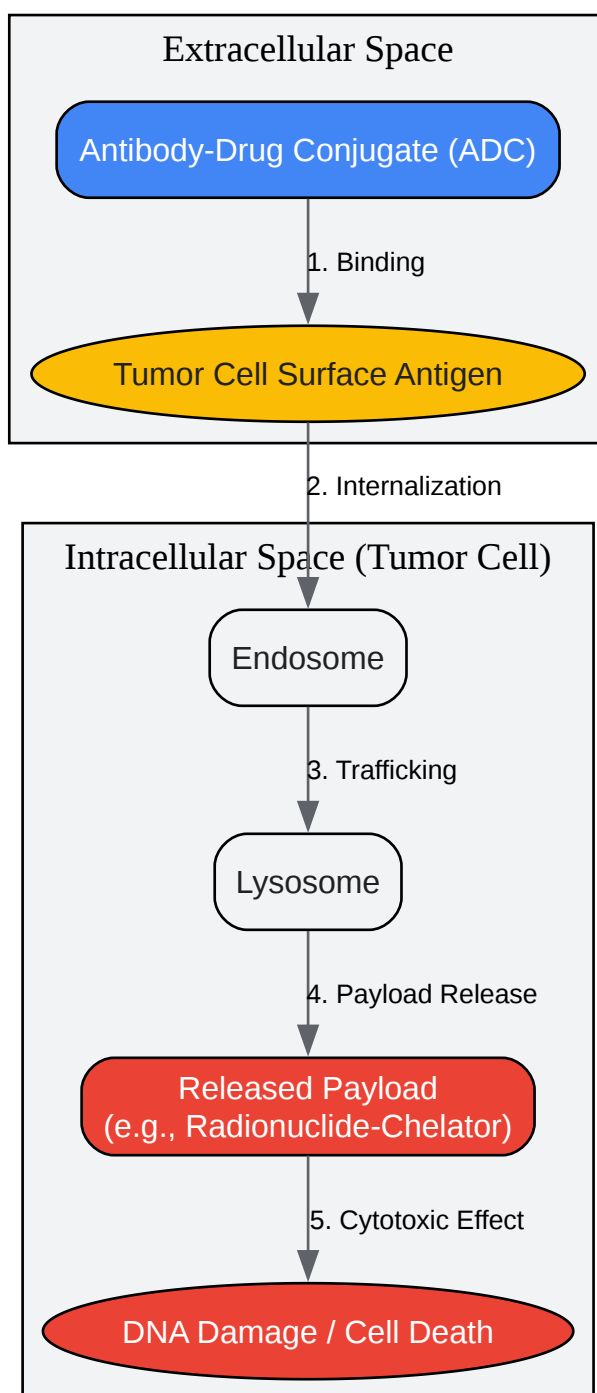 Extracellular Space
Antibody-Drug Conjugate (ADC)
1. Binding
Tumor Cell Surface Antigen
2. Internalization
Intracellular Space (Tumor Cell)
Endosome
3. Trafficking
Lysosome
4. Payload Release
Released Payload
(e.g., Radionuclide-Chelator)
5. Cytotoxic Effect
DNA Damage / Cell Death